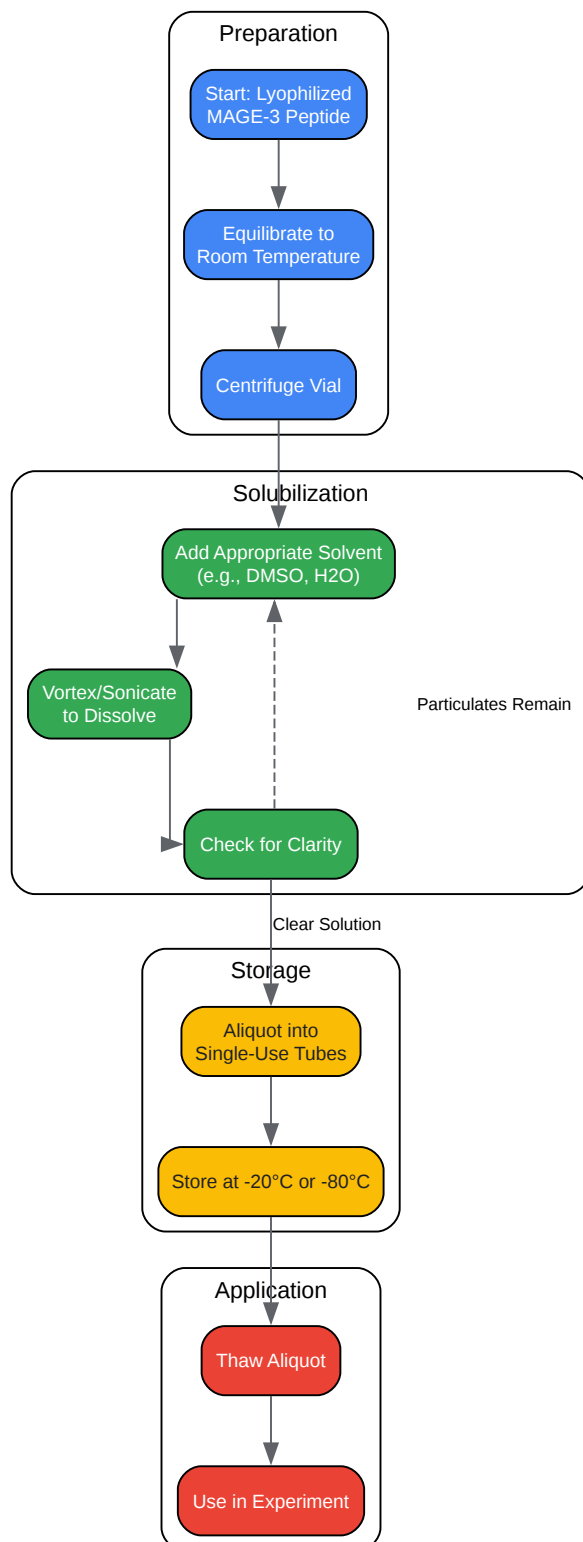 Preparation
Start: Lyophilized
MAGE-3 Peptide
Equilibrate to
Room Temperature
Centrifuge Vial
Solubilization
Add Appropriate Solvent
(e.g., DMSO, H2O)
Vortex/Sonicate
to Dissolve
Particulates Remain
Check for Clarity
Clear Solution
Storage
Aliquot into
Single-Use Tubes
Store at -20°C or -80°C
Application
Thaw Aliquot
Use in Experiment